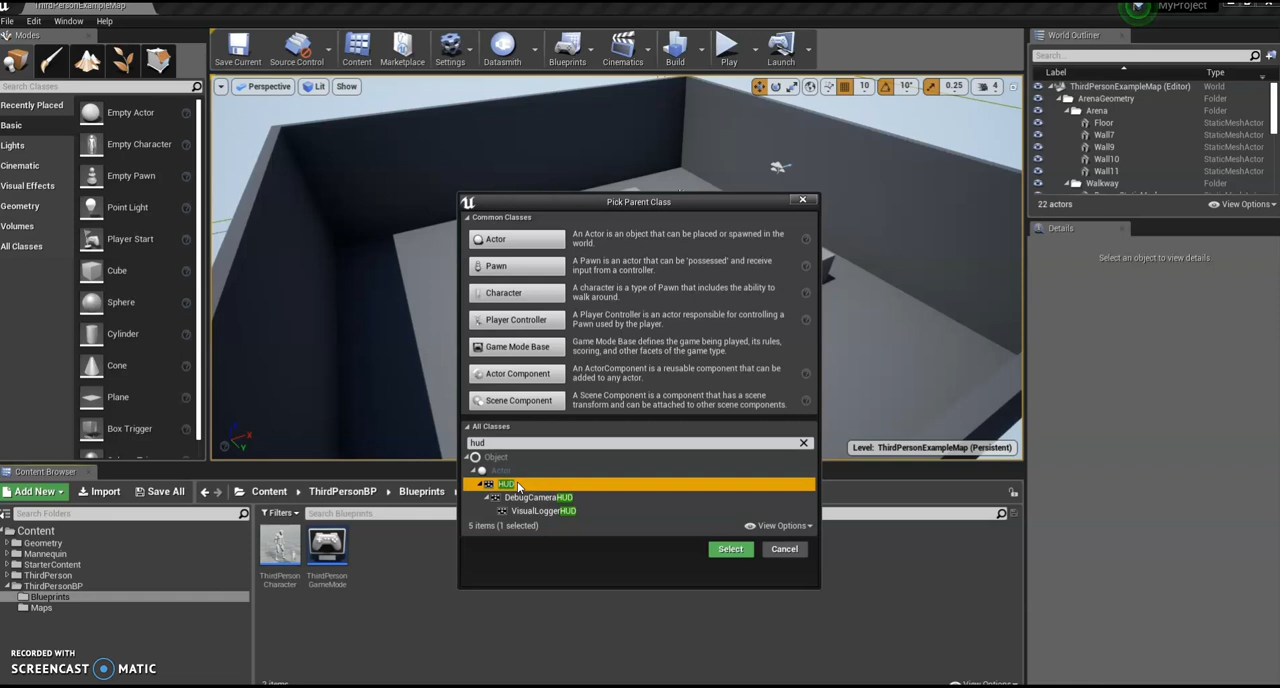 ThirdPersonExampleMap
MyProject
File Edit Window Help
Modes
Search Classes
Recently Placed
Basic
Lights
Cinematic
Visual Effects
Geometry
Volumes
All Classes
Empty Actor
Empty Character
Empty Pawn
Point Light
Player Start
Cube
Sphere
Cylinder
Cone
Plane
Box Trigger
Save Current Source Control Content Marketplace Settings Datasmith Blueprints Cinematics Build Play Launch
Perspective Lit Show
10 10° 0.25 4
Pick Parent Class
Common Classes
Actor
An Actor is an object that can be placed or spawned in the
world.
Pawn
A Pawn is an actor that can be 'possessed' and receive
input from a controller.
Character
A character is a type of Pawn that includes the ability to
walk around.
Player Controller
A Player Controller is an actor responsible for controlling a
Pawn used by the player.
Game Mode Base
Game Mode Base defines the game being played, its rules,
scoring, and other facets of the game type.
Actor Component
An ActorComponent is a reusable component that can be
added to any actor.
Scene Component
A Scene Component is a component that has a scene
transform and can be attached to other scene components.
All Classes
hud
Object
Actor
HUD
DebugCameraHUD
VisualLoggerHUD
5 items (1 selected)
View Options
Select Cancel
Level: ThirdPersonExampleMap (Persistent)
World Outliner
Search...
Label Type
ThirdPersonExampleMap (Editor) World
ArenaGeometry Folder
Arena Folder
Floor StaticMeshActor
Wall7 StaticMeshActor
Wall9 StaticMeshActor
Wall10 StaticMeshActor
Wall11 StaticMeshActor
Walkway Folder
22 actors View Options
Details
Select an object to view details.
Content Browser
Add New Import Save All Content ThirdPersonBP Blueprints
Search Folders
Filters Search Blueprints
Content
Geometry
Mannequin
StarterContent
ThirdPerson
ThirdPersonBP
Blueprints
Maps
ThirdPerson
Character
ThirdPerson
GameMode
View Options
RECORDED WITH
SCREENCAST MATIC